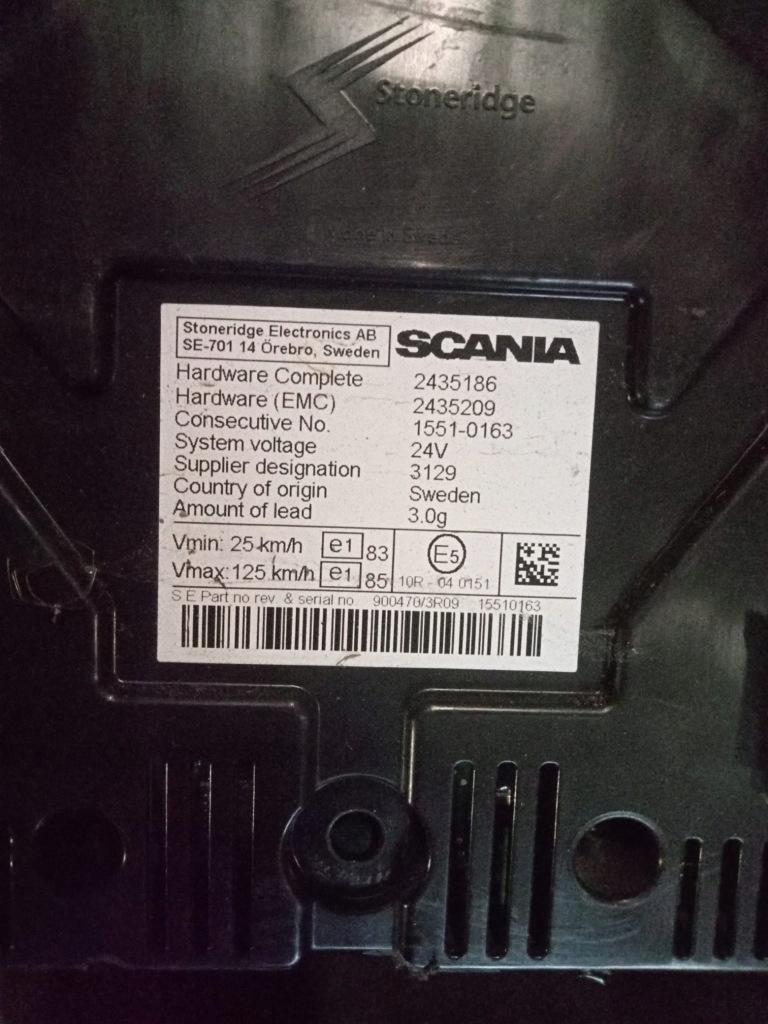 Stoneridge
Made in Sweden
Stoneridge Electronics AB
SE-701 14 Örebro, Sweden
SCANIA
Hardware Complete 2435186
Hardware (EMC) 2435209
Consecutive No. 1551-0163
System voltage 24V
Supplier designation 3129
Country of origin Sweden
Amount of lead 3.0g
Vmin: 25 km/h e1 83
Vmax: 125 km/h e1 85
E5
10R - 04 0151
S E Part no rev. & serial no. 900470/3R09 15510163